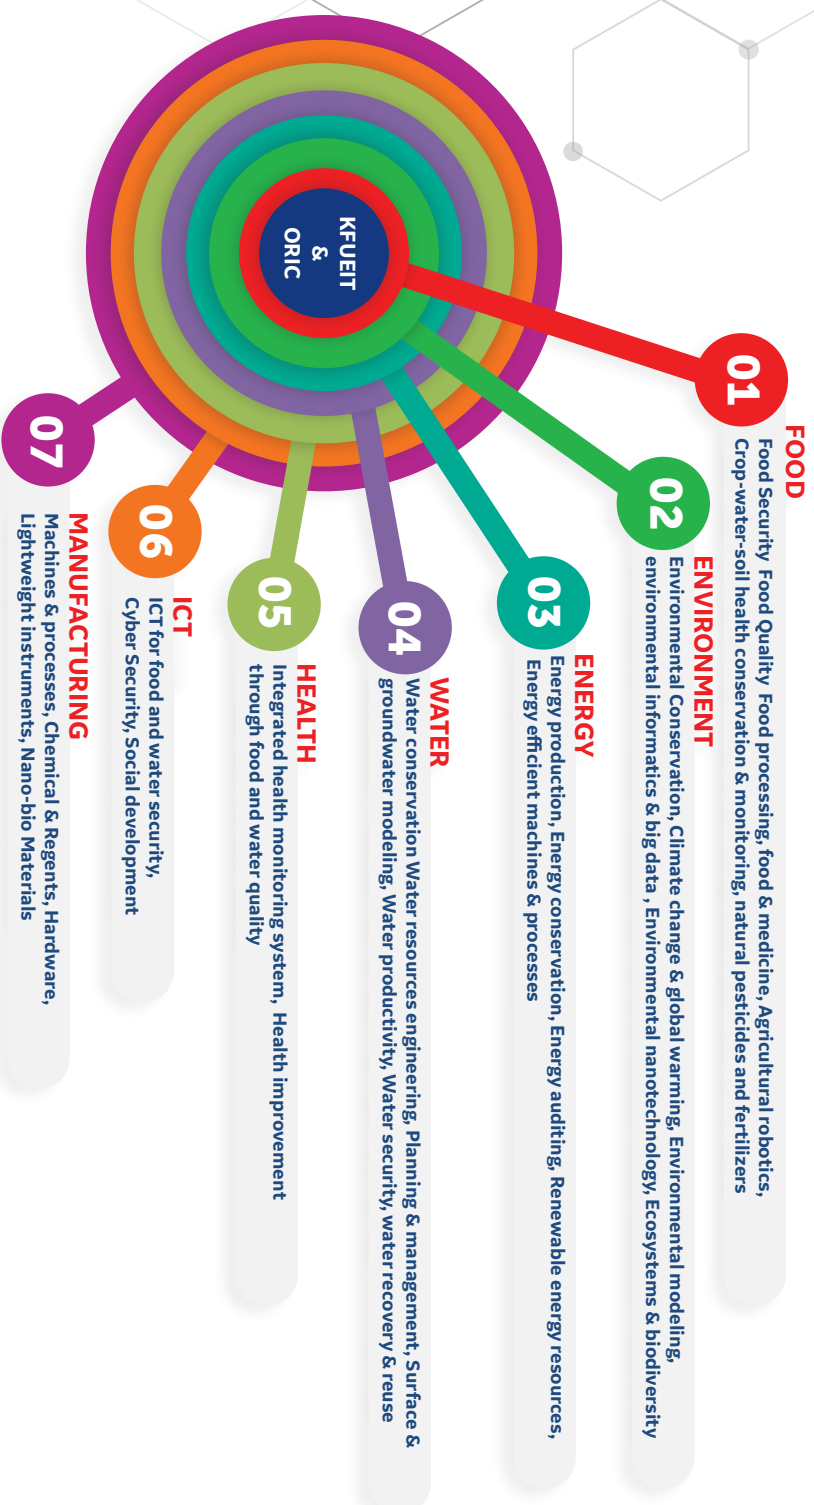 KFUEIT
&
ORIC
01
FOOD
Food Security Food Quality Food processing, food & medicine, Agricultural robotics,
Crop-water-soil health conservation & monitoring, natural pesticides and fertilizers
02
ENVIRONMENT
Environmental Conservation, Climate change & global warming, Environmental modeling,
environmental informatics & big data , Environmental nanotechnology, Ecosystems & biodiversity
03
ENERGY
Energy production, Energy conservation, Energy auditing, Renewable energy resources,
Energy efficient machines & processes
04
WATER
Water conservation Water resources engineering, Planning & management, Surface &
groundwater modeling, Water productivity, Water security, water recovery & reuse
05
HEALTH
Integrated health monitoring system, Health improvement
through food and water quality
06
ICT
ICT for food and water security,
Cyber Security, Social development
07
MANUFACTURING
Machines & processes, Chemical & Regents, Hardware,
Lightweight instruments, Nano-bio Materials